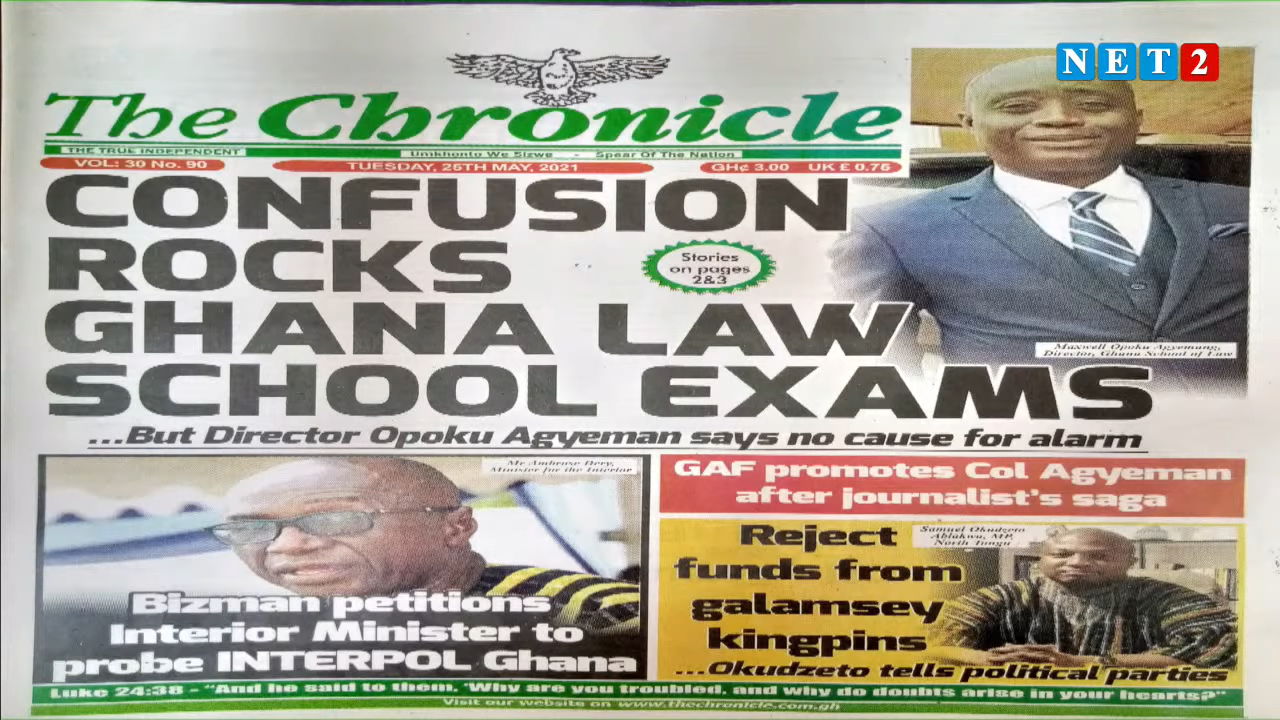 NET2
The Chronicle
THE TRUE INDEPENDENT
Umkhonto We Sizwe - Spear Of The Nation
VOL: 30 No. 90
TUESDAY, 25TH MAY, 2021
GH¢ 3.00 UK £ 0.75
CONFUSION
ROCKS
GHANA LAW
SCHOOL EXAMS
Stories
on pages
2&3
Maxwell Opoku Agyemang,
Director, Ghana School of Law
...But Director Opoku Agyeman says no cause for alarm
Mr Ambrose Dery,
Minister for the Interior
Bizman petitions
Interior Minister to
probe INTERPOL Ghana
GAF promotes Col Agyeman
after journalist's saga
Samuel Okudzeto
Ablakwa, MP,
North Tongu
Reject
funds from
galamsey
kingpins
...Okudzeto tells political parties
Luke 24:38 - "And he said to them, 'Why are you troubled, and why do doubts arise in your hearts?"
Visit our website on www.thechronicle.com.gh